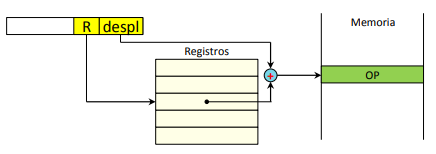 R despl
Memoria
Registros
+
OP